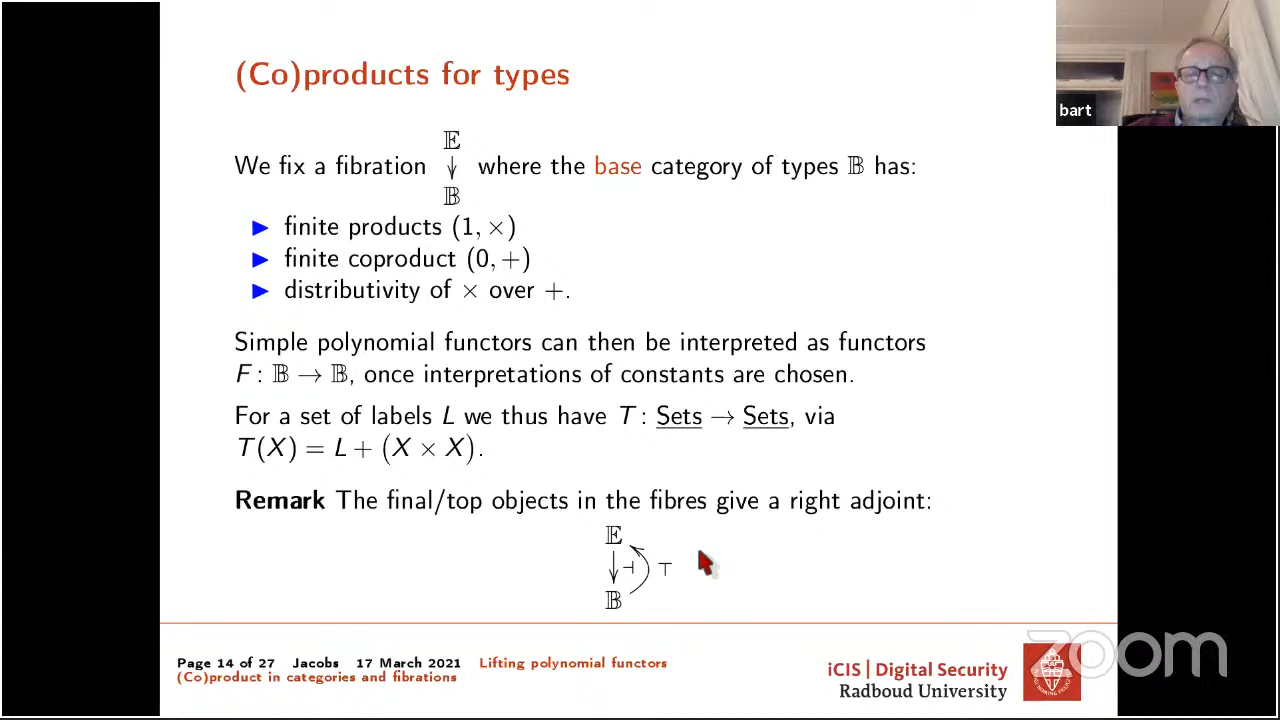 (Co)products for types
bart
𝔼
We fix a fibration ↓ where the base category of types 𝔹 has:
𝔹
▶ finite products (1, ×)
▶ finite coproduct (0, +)
▶ distributivity of × over +.
Simple polynomial functors can then be interpreted as functors
F : 𝔹 → 𝔹, once interpretations of constants are chosen.
For a set of labels L we thus have T : Sets → Sets, via
T(X) = L + (X × X).
Remark The final/top objects in the fibres give a right adjoint:
𝔼
↓ ⊣ ⊤
𝔹
zoom
Page 14 of 27 Jacobs 17 March 2021 Lifting polynomial functors
(Co)product in categories and fibrations
iCIS | Digital Security
Radboud University